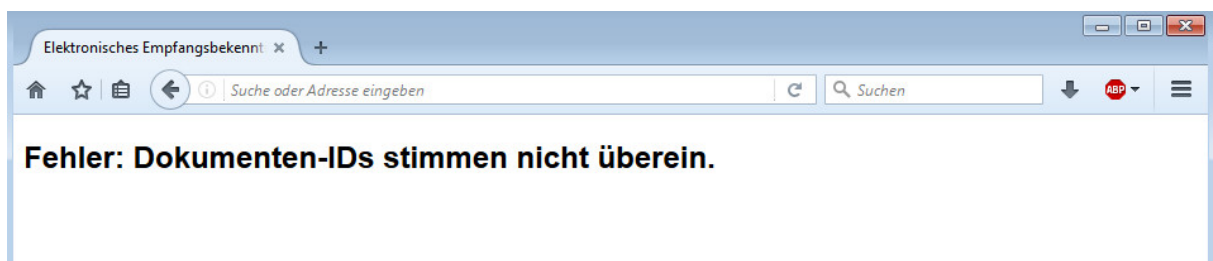 Elektronisches Empfangsbekennt
Suche oder Adresse eingeben
Suchen
ABP
Fehler: Dokumenten-IDs stimmen nicht überein.